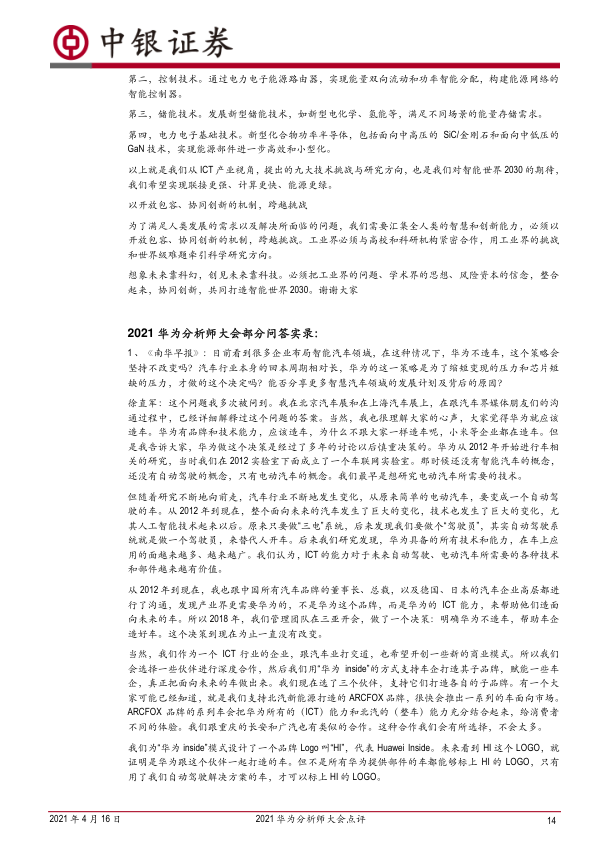 中银证券
第二，控制技术。通过电力电子能源路由器，实现能量双向流动和功率智能分配，构建能源网络的
智能控制器。
第三，储能技术。发展新型储能技术，如新型电化学、氢能等，满足不同场景的能量存储需求。
第四，电力电子基础技术。新型化合物功率半导体，包括面向中高压的 SiC/金刚石和面向中低压的
GaN 技术，实现能源部件进一步高效和小型化。
以上就是我们从 ICT 产业视角，提出的九大技术挑战与研究方向，也是我们对智能世界 2030 的期待，
我们希望实现联接更强、计算更快、能源更绿。
以开放包容、协同创新的机制，跨越挑战
为了满足人类发展的需求以及解决所面临的问题，我们需要汇集全人类的智慧和创新能力，必须以
开放包容、协同创新的机制，跨越挑战。工业界必须与高校和科研机构紧密合作，用工业界的挑战
和世界级难题牵引科学研究方向。
想象未来靠科幻，创见未来靠科技。必须把工业界的问题、学术界的思想、风险资本的信念，整合
起来，协同创新，共同打造智能世界 2030。谢谢大家
2021 华为分析师大会部分问答实录：
1、《南华早报》：目前看到很多企业布局智能汽车领域，在这种情况下，华为不造车，这个策略会
坚持不改变吗？汽车行业本身的回本周期相对长，华为的这一策略是为了缩短变现的压力和芯片短
缺的压力，才做的这个决定吗？能否分享更多智慧汽车领域的发展计划及背后的原因？
徐直军：这个问题我多次被问到。我在北京汽车展和在上海汽车展上，在跟汽车界媒体朋友们的沟
通过程中，已经详细解释过这个问题的答案。当然，我也很理解大家的心声，大家觉得华为就应该
造车。华为有品牌和技术能力，应该造车，为什么不跟大家一样造车呢，小米等企业都在造车。但
是我告诉大家，华为做这个决策是经过了多年的讨论以后慎重决策的。华为从 2012 年开始进行车相
关的研究，当时我们在 2012 实验室下面成立了一个车联网实验室。那时候还没有智能汽车的概念，
还没有自动驾驶的概念，只有电动汽车的概念。我们最早是想研究电动汽车所需要的技术。
但随着研究不断地向前走，汽车行业不断地发生变化，从原来简单的电动汽车，要变成一个自动驾
驶的车。从 2012 年到现在，整个面向未来的汽车发生了巨大的变化，技术也发生了巨大的变化，尤
其人工智能技术起来以后。原来只要做“三电”系统，后来发现我们要做个“驾驶员”，其实自动驾驶系
统就是做一个驾驶员，来替代人开车。后来我们研究发现，华为具备的所有技术和能力，在车上应
用的面越来越多、越来越广。我们认为，ICT 的能力对于未来自动驾驶、电动汽车所需要的各种技术
和部件越来越有价值。
从 2012 年到现在，我也跟中国所有汽车品牌的董事长、总裁，以及德国、日本的汽车企业高层都进
行了沟通，发现产业界更需要华为的，不是华为这个品牌，而是华为的 ICT 能力，来帮助他们造面
向未来的车。所以 2018 年，我们管理团队在三亚开会，做了一个决策：明确华为不造车，帮助车企
造好车。这个决策到现在为止一直没有改变。
当然，我们作为一个 ICT 行业的企业，跟汽车业打交道，也希望开创一些新的商业模式。所以我们
会选择一些伙伴进行深度合作，然后我们用“华为 inside”的方式支持车企打造其子品牌，赋能一些车
企，真正把面向未来的车做出来。我们现在选了三个伙伴，支持它们打造各自的子品牌。有一个大
家可能已经知道，就是我们支持北汽新能源打造的 ARCFOX 品牌，很快会推出一系列的车面向市场。
ARCFOX 品牌的系列车会把华为所有的（ICT）能力和北汽的（整车）能力充分结合起来，给消费者
不同的体验。我们跟重庆的长安和广汽也有类似的合作。这种合作我们会有所选择，不会太多。
我们为“华为 inside”模式设计了一个品牌 Logo 叫“HI”，代表 Huawei Inside。未来看到 HI 这个 LOGO，就
证明是华为跟这个伙伴一起打造的车。但不是所有华为提供部件的车都能够标上 HI 的 LOGO，只有
用了我们自动驾驶解决方案的车，才可以标上 HI 的 LOGO。
2021 年 4 月 16 日
2021 华为分析师大会点评
14